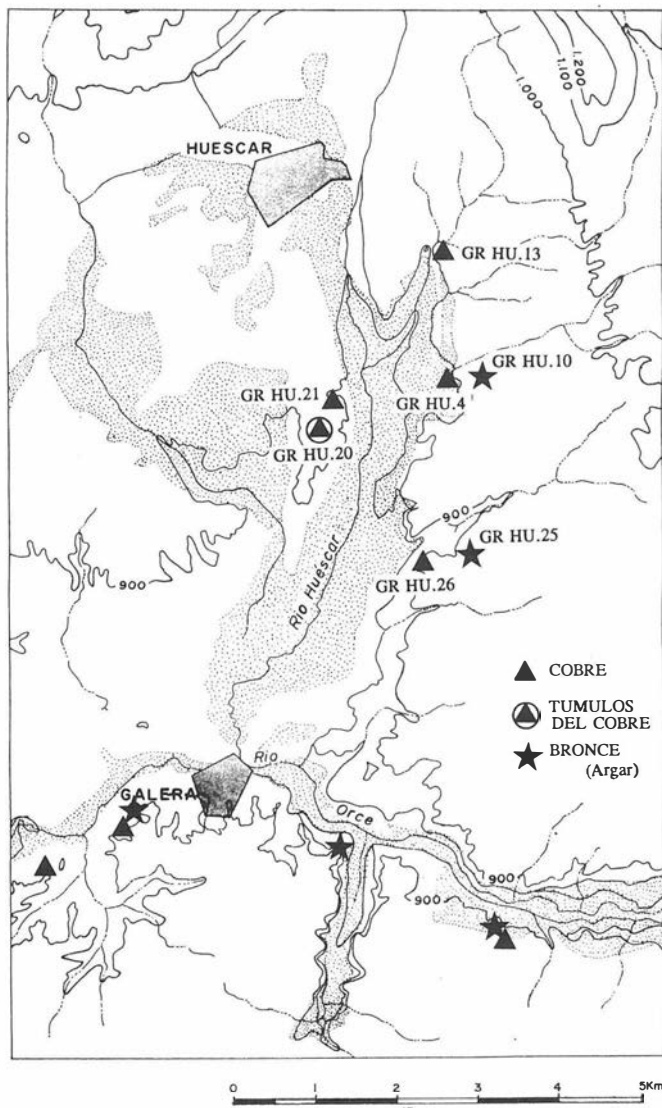 1.200
1.100
1.000
HUESCAR
GR HU.13
GR HU.10
GR HU.21
GR HU.4
GR HU.20
900
GR HU.25
900
GR HU.26
Rio Huescar
COBRE
TUMULOS
DEL COBRE
BRONCE
(Argar)
Rio
Orce
GALERA
900
900
0 1 2 3 4 5Km